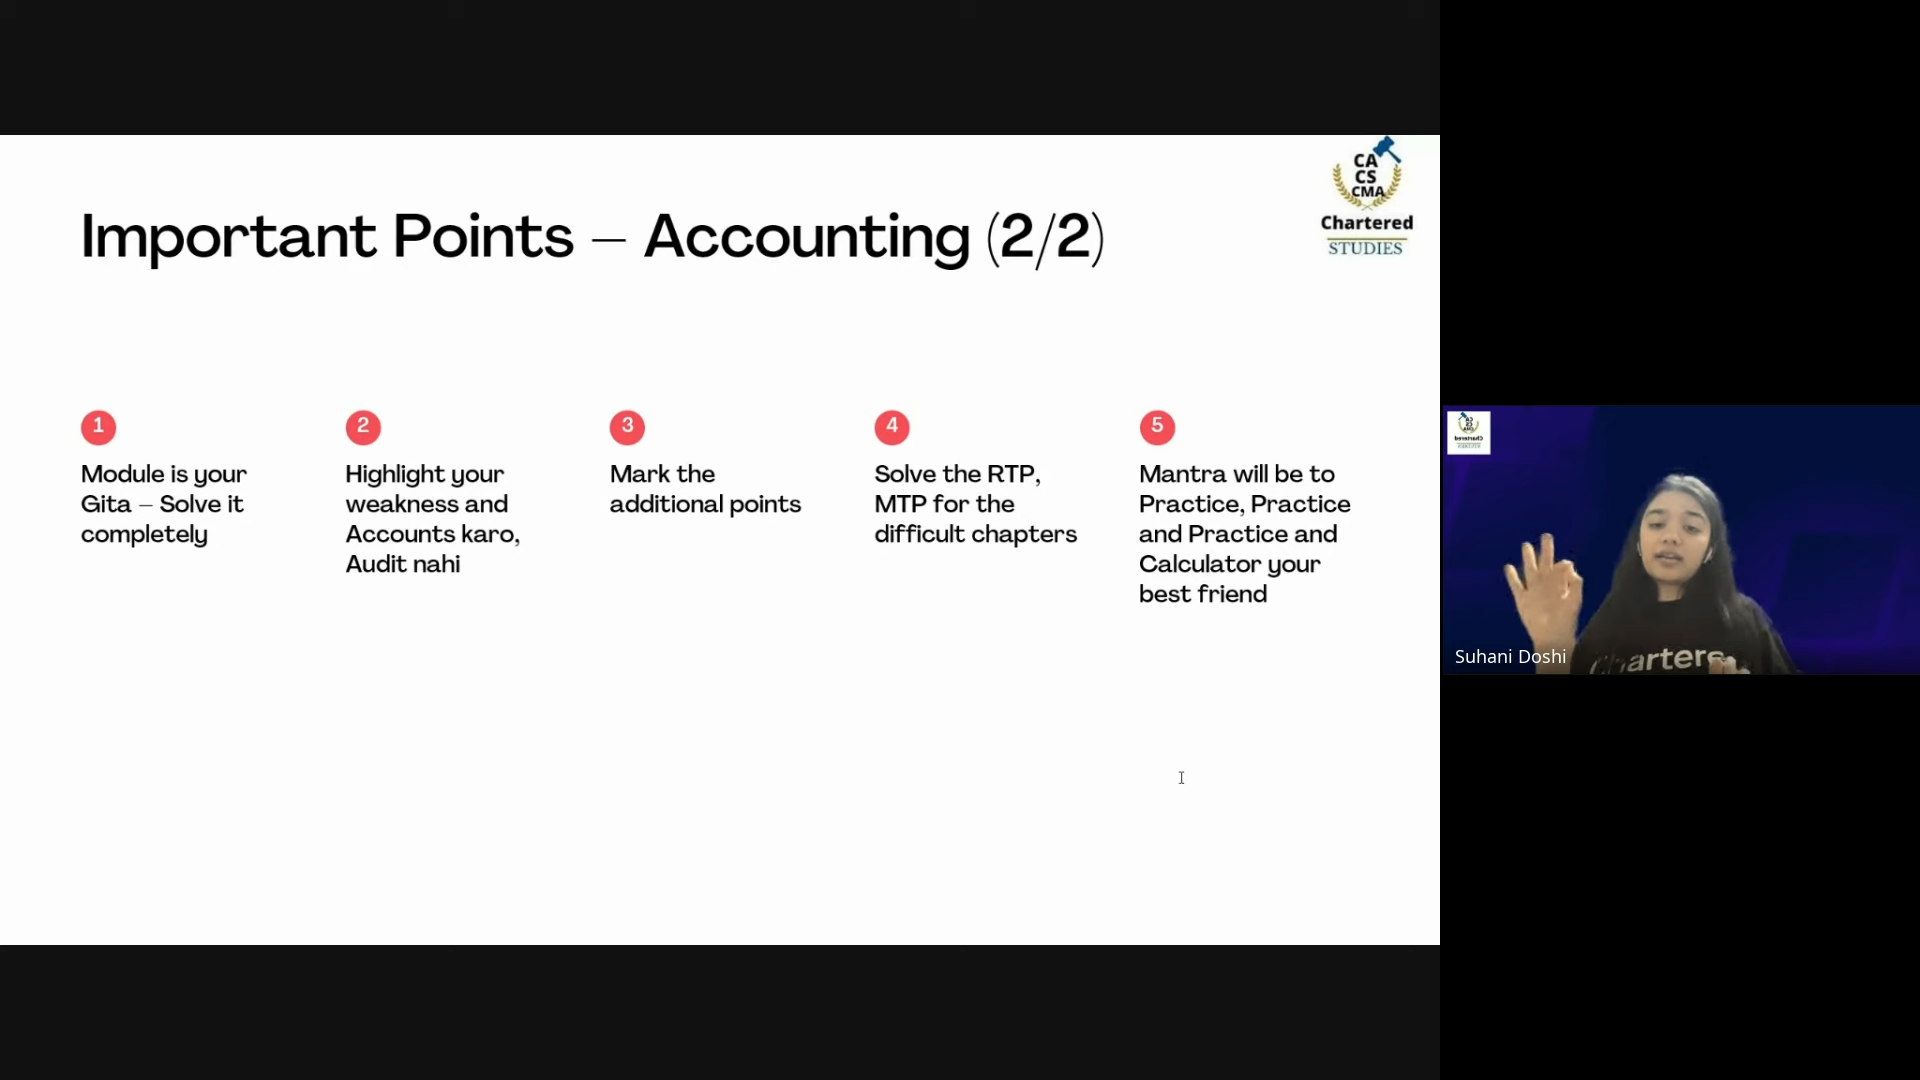 CA
CS
CMA
Chartered
STUDIES
Important Points – Accounting (2/2)
1
Module is your
Gita – Solve it
completely
2
Highlight your
weakness and
Accounts karo,
Audit nahi
3
Mark the
additional points
4
Solve the RTP,
MTP for the
difficult chapters
5
Mantra will be to
Practice, Practice
and Practice and
Calculator your
best friend
Suhani Doshi